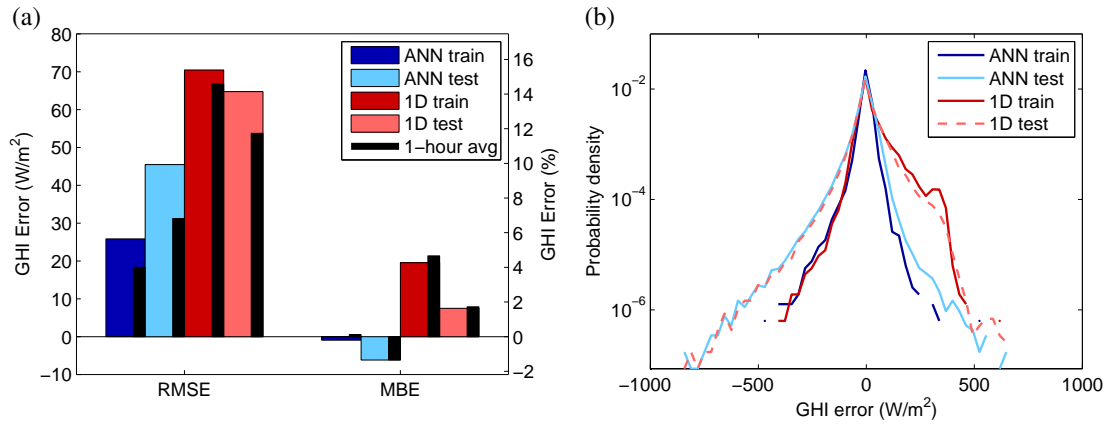 (a)
80
70
60
50
40
30
20
10
0
−10
GHI Error (W/m²)
RMSE
MBE
16
14
12
10
8
6
4
2
0
−2
GHI Error (%)
ANN train
ANN test
1D train
1D test
1−hour avg
(b)
10⁻²
10⁻⁴
10⁻⁶
Probability density
−1000
−500
0
500
1000
GHI error (W/m²)
ANN train
ANN test
1D train
1D test